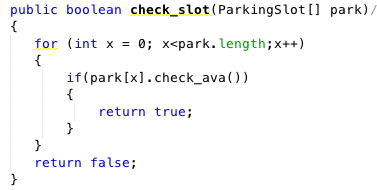 public boolean check_slot(ParkingSlot[] park)/
{
for (int x = 0; x<park.length;x++)
{
if(park[x].check_ava())
{
return true;
}
}
return false;
}